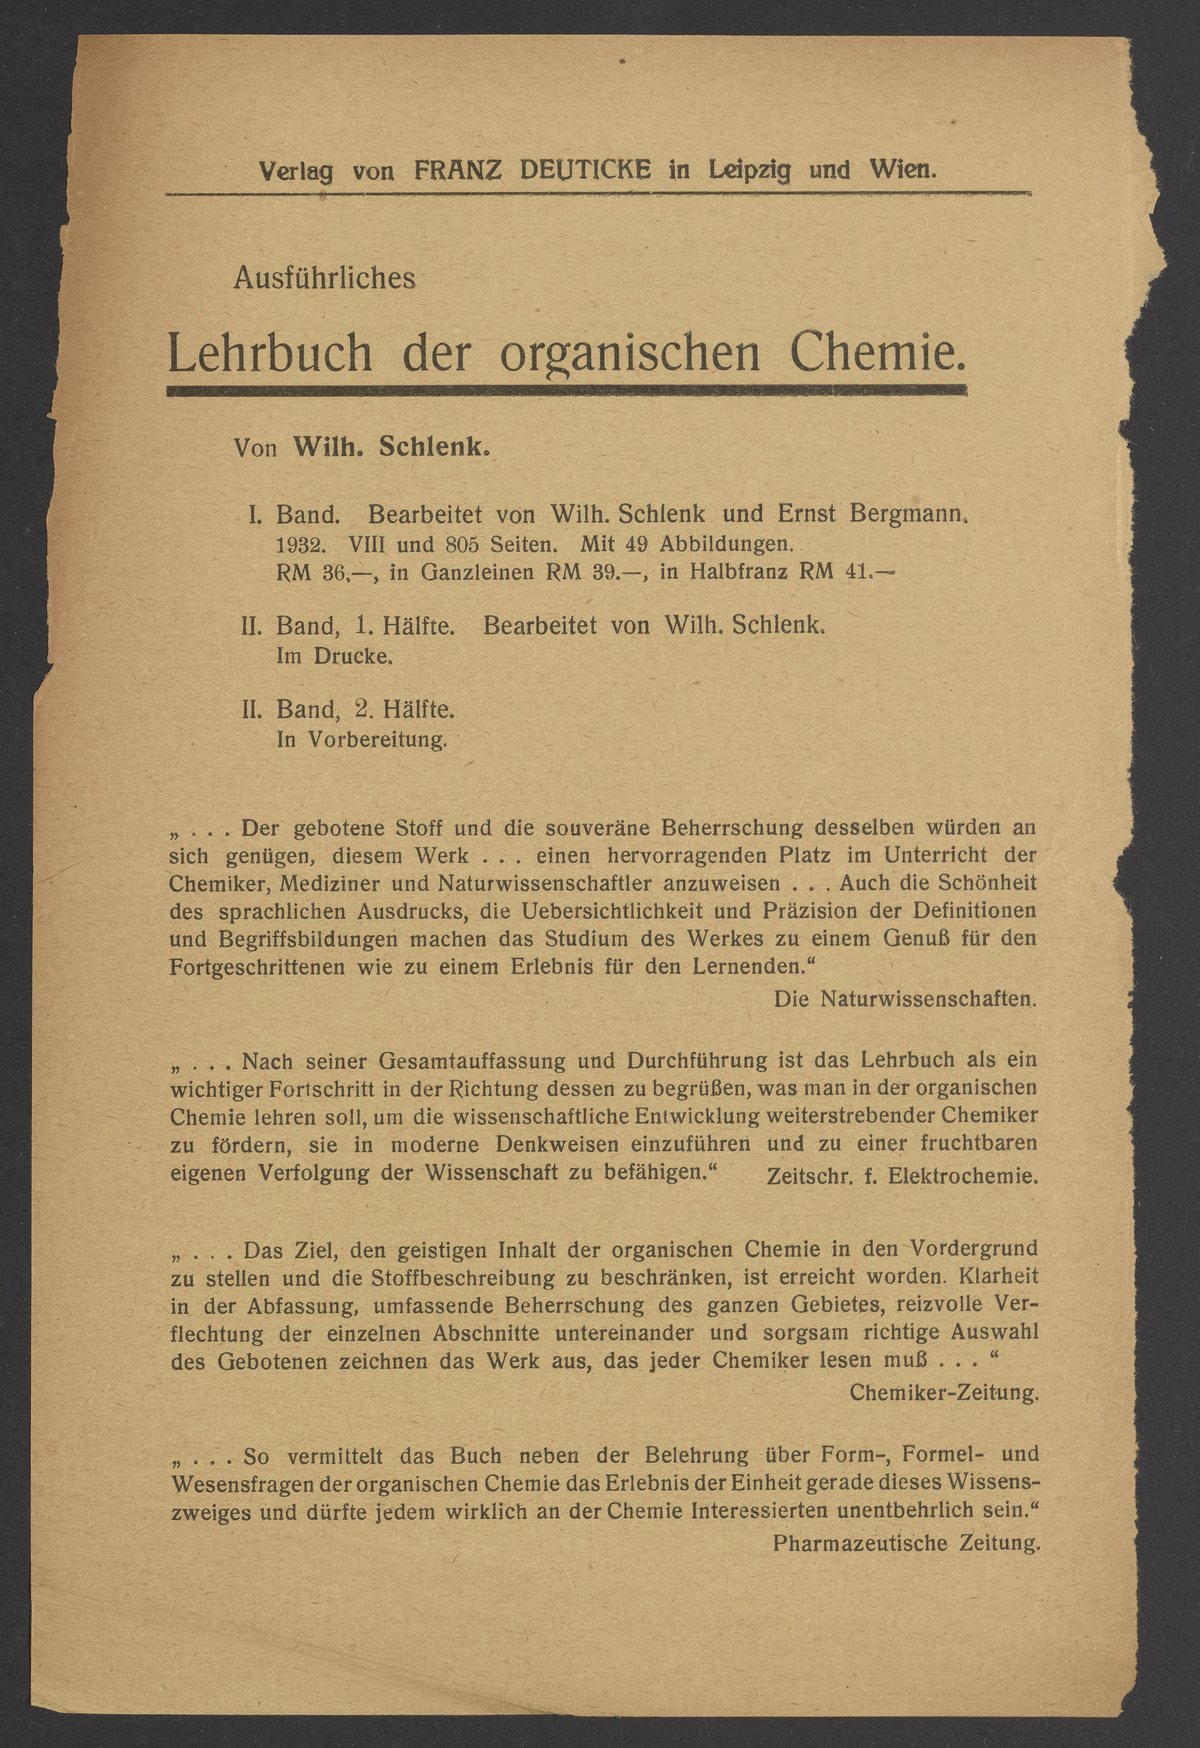 Verlag von FRANZ DEUTICKE in Leipzig und Wien.
Ausführliches
Lehrbuch der organischen Chemie.
Von Wilh. Schlenk.
I. Band. Bearbeitet von Wilh. Schlenk und Ernst Bergmann.
1932. VIII und 805 Seiten. Mit 49 Abbildungen.
RM 36.—, in Ganzleinen RM 39.—, in Halbfranz RM 41.—
II. Band, 1. Hälfte. Bearbeitet von Wilh. Schlenk.
Im Drucke.
II. Band, 2. Hälfte.
In Vorbereitung.
„ . . . Der gebotene Stoff und die souveräne Beherrschung desselben würden an
sich genügen, diesem Werk . . . einen hervorragenden Platz im Unterricht der
Chemiker, Mediziner und Naturwissenschaftler anzuweisen . . . Auch die Schönheit
des sprachlichen Ausdrucks, die Uebersichtlichkeit und Präzision der Definitionen
und Begriffsbildungen machen das Studium des Werkes zu einem Genuß für den
Fortgeschrittenen wie zu einem Erlebnis für den Lernenden.“
Die Naturwissenschaften.
„ . . . Nach seiner Gesamtauffassung und Durchführung ist das Lehrbuch als ein
wichtiger Fortschritt in der Richtung dessen zu begrüßen, was man in der organischen
Chemie lehren soll, um die wissenschaftliche Entwicklung weiterstrebender Chemiker
zu fördern, sie in moderne Denkweisen einzuführen und zu einer fruchtbaren
eigenen Verfolgung der Wissenschaft zu befähigen.“ Zeitschr. f. Elektrochemie.
„ . . . Das Ziel, den geistigen Inhalt der organischen Chemie in den Vordergrund
zu stellen und die Stoffbeschreibung zu beschränken, ist erreicht worden. Klarheit
in der Abfassung, umfassende Beherrschung des ganzen Gebietes, reizvolle Ver-
flechtung der einzelnen Abschnitte untereinander und sorgsam richtige Auswahl
des Gebotenen zeichnen das Werk aus, das jeder Chemiker lesen muß . . . “
Chemiker-Zeitung.
„ . . . So vermittelt das Buch neben der Belehrung über Form-, Formel- und
Wesensfragen der organischen Chemie das Erlebnis der Einheit gerade dieses Wissens-
zweiges und dürfte jedem wirklich an der Chemie Interessierten unentbehrlich sein.“
Pharmazeutische Zeitung.